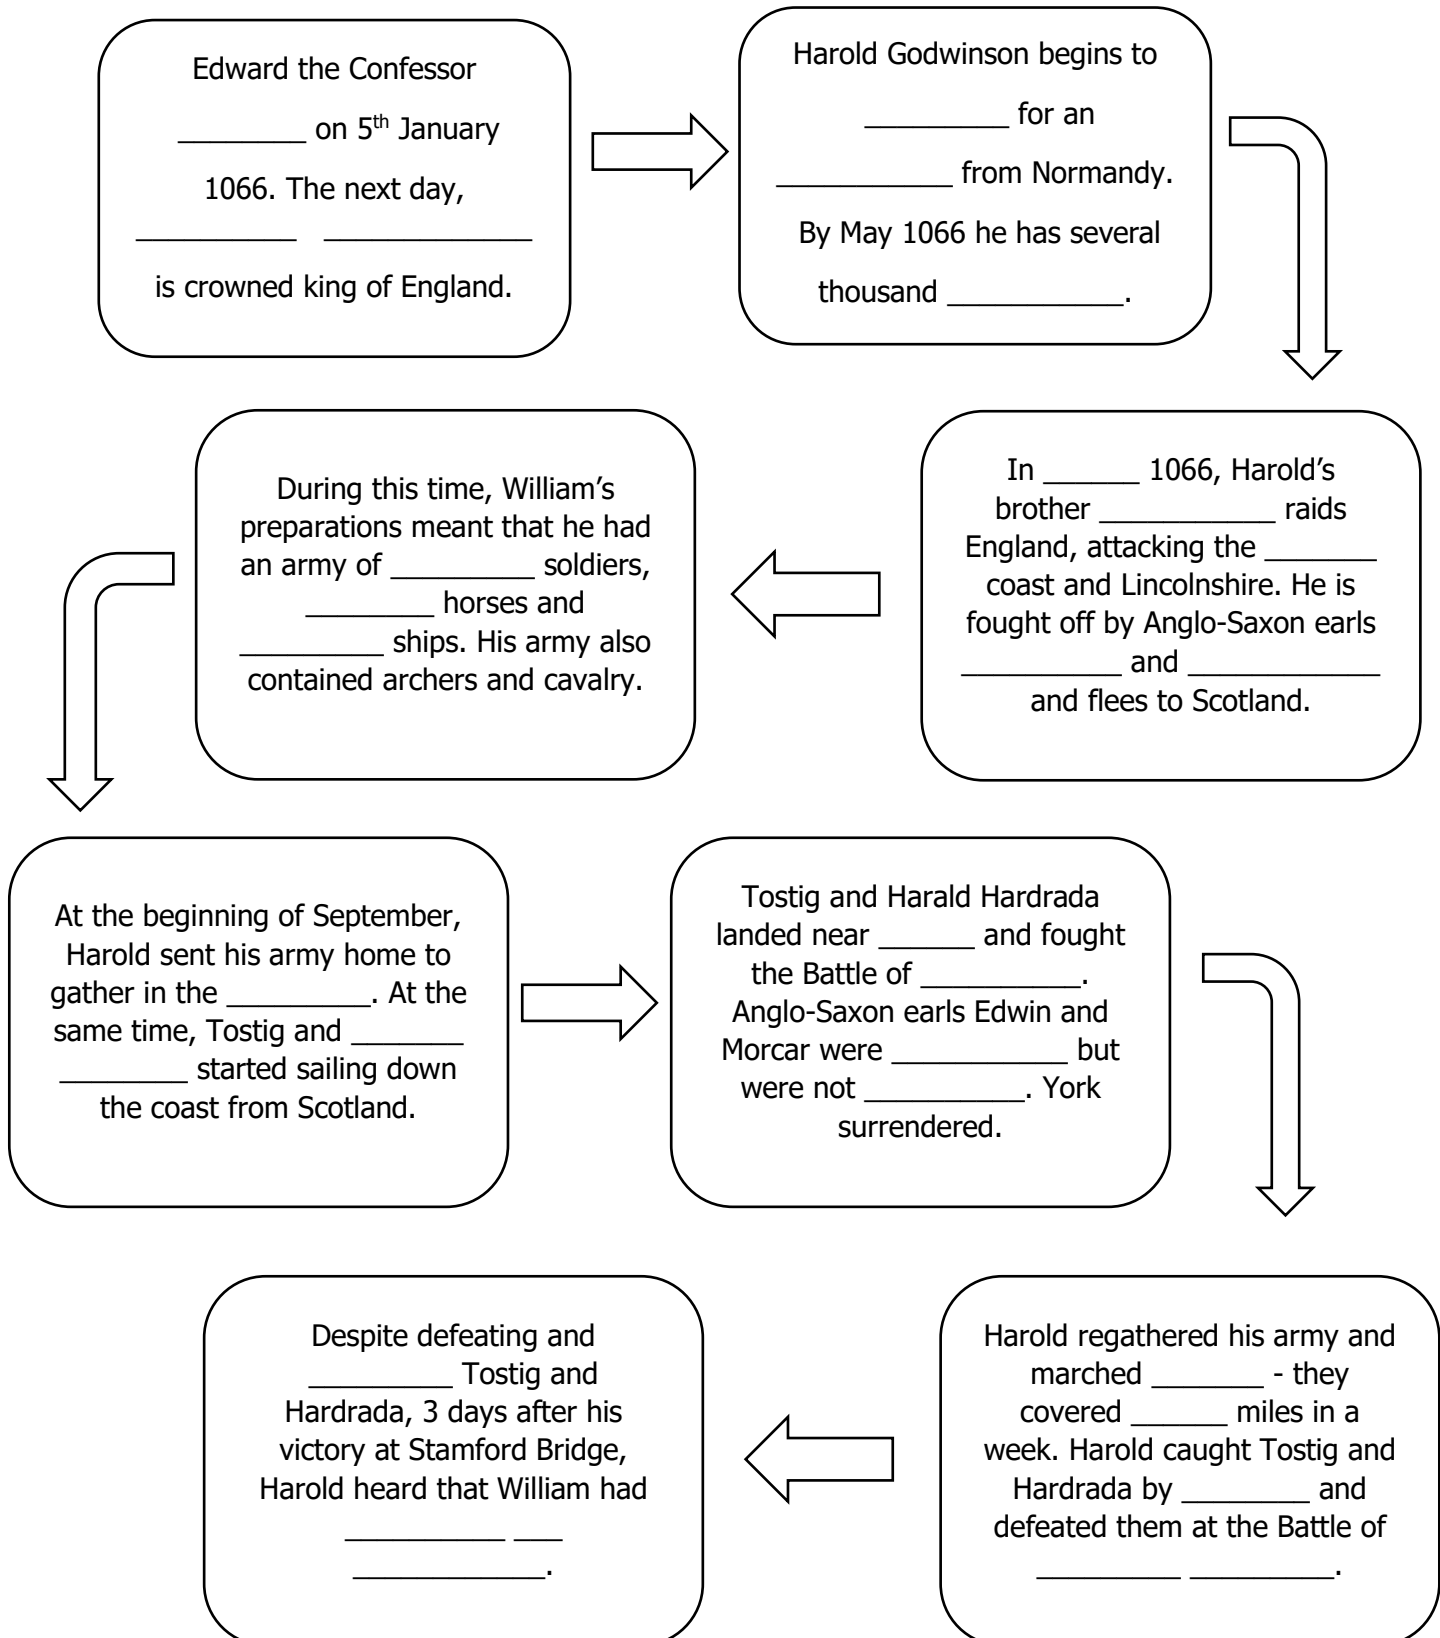 Edward the Confessor
________ on 5th January
1066. The next day,
__________ _____________
is crowned king of England.
Harold Godwinson begins to
_________ for an
___________ from Normandy.
By May 1066 he has several
thousand ___________.
In ______ 1066, Harold’s
brother ___________ raids
England, attacking the _______
coast and Lincolnshire. He is
fought off by Anglo-Saxon earls
__________ and ____________
and flees to Scotland.
During this time, William’s
preparations meant that he had
an army of _________ soldiers,
________ horses and
_________ ships. His army also
contained archers and cavalry.
At the beginning of September,
Harold sent his army home to
gather in the _________. At the
same time, Tostig and _______
________ started sailing down
the coast from Scotland.
Tostig and Harald Hardrada
landed near ______ and fought
the Battle of __________.
Anglo-Saxon earls Edwin and
Morcar were ___________ but
were not __________. York
surrendered.
Harold regathered his army and
marched _______ - they
covered ______ miles in a
week. Harold caught Tostig and
Hardrada by ________ and
defeated them at the Battle of
_________ _________.
Despite defeating and
_________ Tostig and
Hardrada, 3 days after his
victory at Stamford Bridge,
Harold heard that William had
__________ ___
____________.